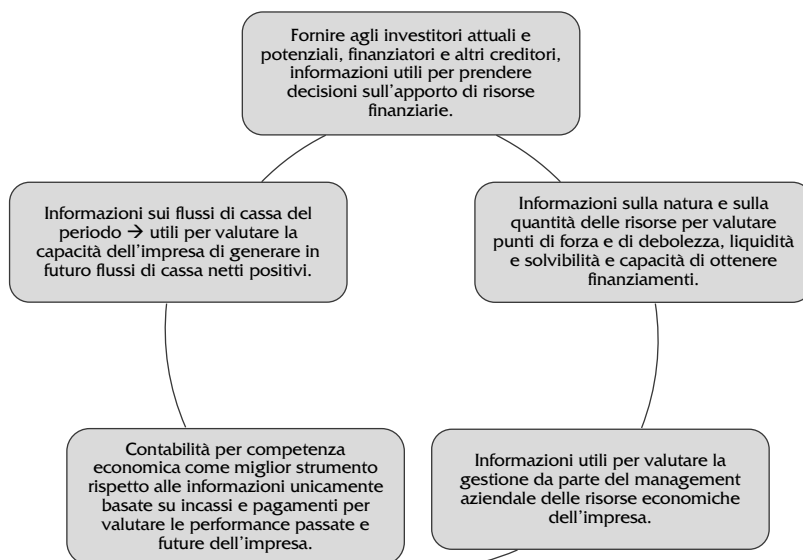 Fornire agli investitori attuali e
potenziali, finanziatori e altri creditori,
informazioni utili per prendere
decisioni sull'apporto di risorse
finanziarie.
Informazioni sui flussi di cassa del
periodo → utili per valutare la
capacità dell'impresa di generare in
futuro flussi di cassa netti positivi.
Informazioni sulla natura e sulla
quantità delle risorse per valutare
punti di forza e di debolezza, liquidità
e solvibilità e capacità di ottenere
finanziamenti.
Contabilità per competenza
economica come miglior strumento
rispetto alle informazioni unicamente
basate su incassi e pagamenti per
valutare le performance passate e
future dell'impresa.
Informazioni utili per valutare la
gestione da parte del management
aziendale delle risorse economiche
dell'impresa.